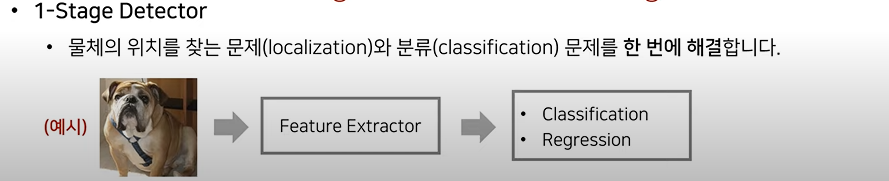 • 1-Stage Detector
• 물체의 위치를 찾는 문제(localization)와 분류(classification) 문제를 한 번에 해결합니다.
(예시)
Feature Extractor
• Classification
• Regression